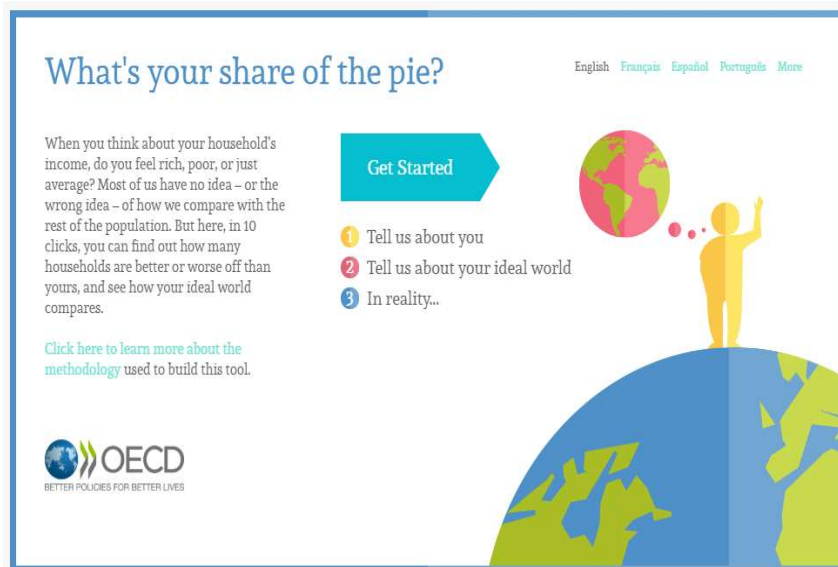 What's your share of the pie?
English Français Español Português More
When you think about your household's
income, do you feel rich, poor, or just
average? Most of us have no idea – or the
wrong idea – of how we compare with the
rest of the population. But here, in 10
clicks, you can find out how many
households are better or worse off than
yours, and see how your ideal world
compares.
Click here to learn more about the
methodology used to build this tool.
Get Started
1 Tell us about you
2 Tell us about your ideal world
3 In reality...
OECD
BETTER POLICIES FOR BETTER LIVES